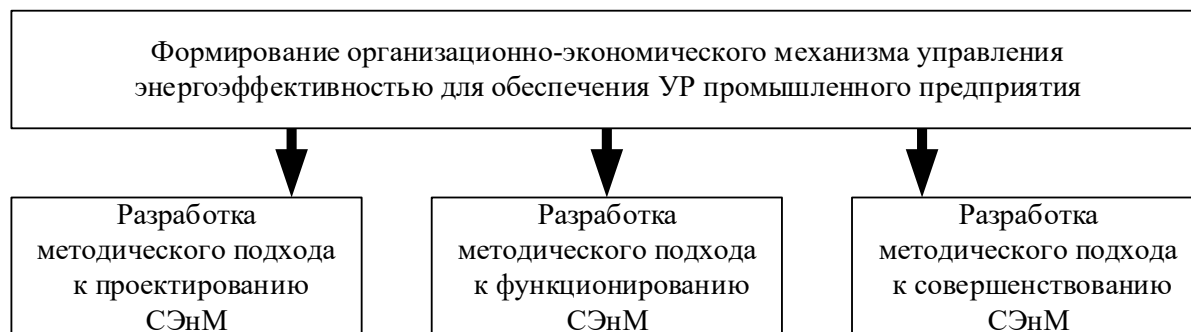 Формирование организационно-экономического механизма управления
энергоэффективностью для обеспечения УР промышленного предприятия
Разработка
методического подхода
к проектированию
СЭнМ
Разработка
методического подхода
к функционированию
СЭнМ
Разработка
методического подхода
к совершенствованию
СЭнМ